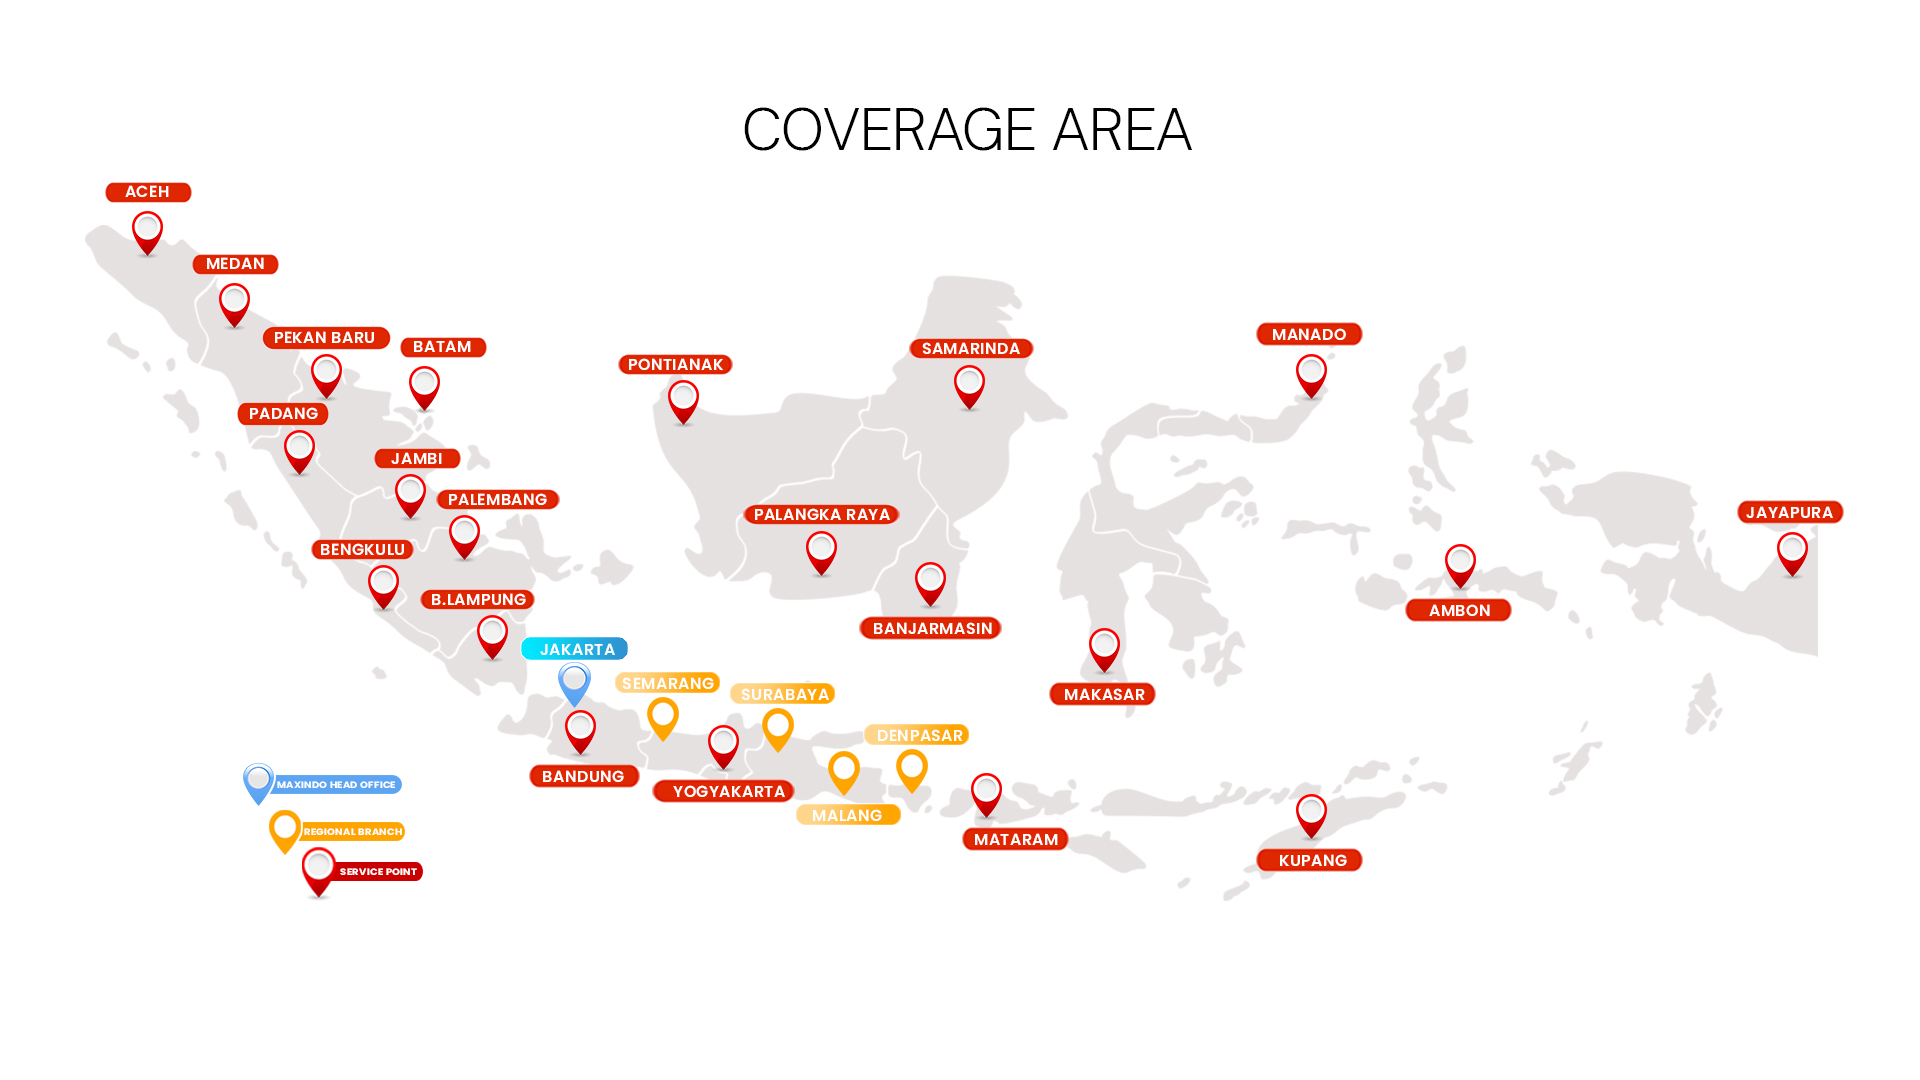 COVERAGE AREA
ACEH
MEDAN
PEKAN BARU
BATAM
PADANG
JAMBI
PALEMBANG
BENGKULU
B.LAMPUNG
PONTIANAK
SAMARINDA
PALANGKA RAYA
BANJARMASIN
MANADO
MAKASAR
AMBON
JAYAPURA
JAKARTA
SEMARANG
SURABAYA
DENPASAR
BANDUNG
YOGYAKARTA
MALANG
MATARAM
KUPANG
MAXINDO HEAD OFFICE
REGIONAL BRANCH
SERVICE POINT